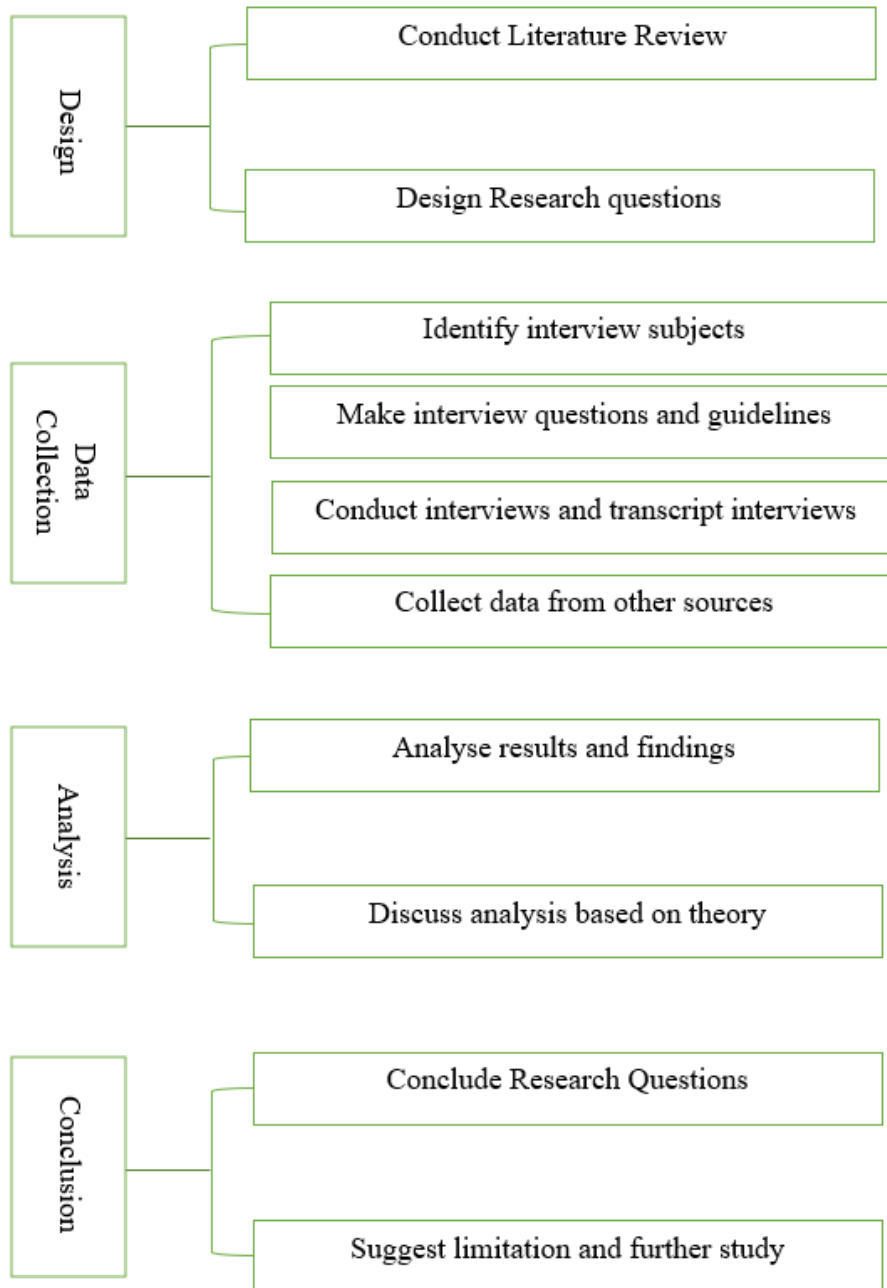 Design
Conduct Literature Review
Design Research questions
Data
Collection
Identify interview subjects
Make interview questions and guidelines
Conduct interviews and transcript interviews
Collect data from other sources
Analysis
Analyse results and findings
Discuss analysis based on theory
Conclusion
Conclude Research Questions
Suggest limitation and further study